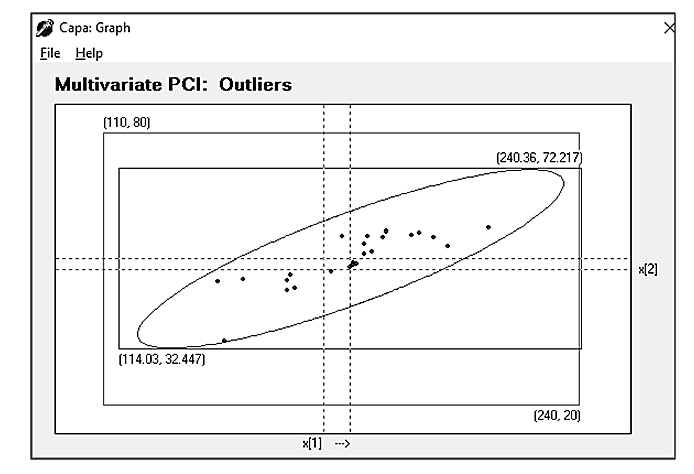 Capa: Graph
File Help
Multivariate PCI: Outliers
(110, 80)
(240.36, 72.217)
x[2]
(114.03, 32.447)
(240, 20)
x[1] --->